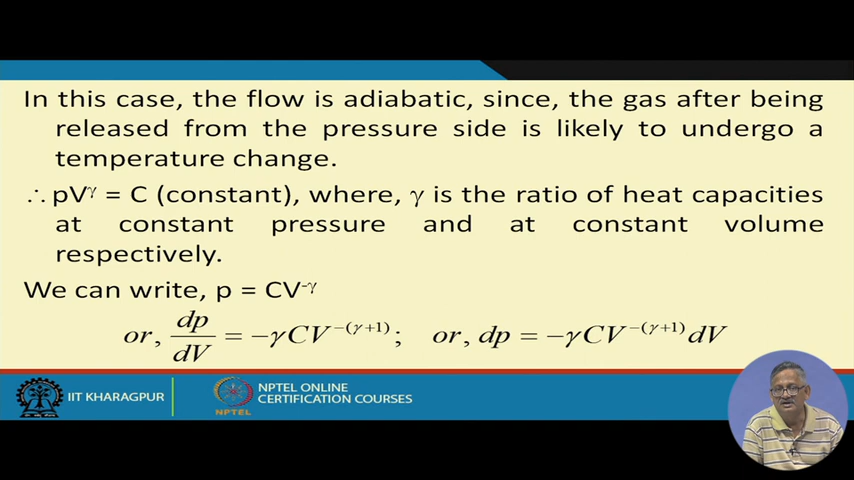 In this case, the flow is adiabatic, since, the gas after being
released from the pressure side is likely to undergo a
temperature change.
∴ pV^γ = C (constant), where, γ is the ratio of heat capacities
at constant pressure and at constant volume
respectively.
We can write, p = CV^-γ
or, dp/dV = -γCV^-(γ+1); or, dp = -γCV^-(γ+1)dV
IIT KHARAGPUR
NPTEL
NPTEL ONLINE
CERTIFICATION COURSES